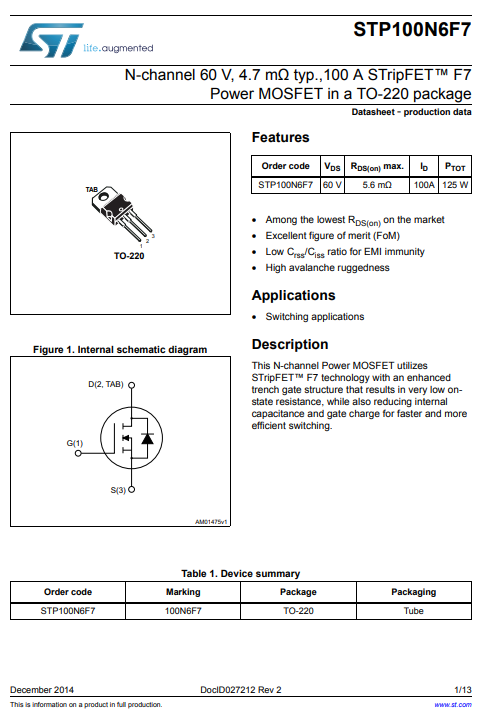 ST
life.augmented
STP100N6F7
N-channel 60 V, 4.7 mΩ typ.,100 A STripFET™ F7
Power MOSFET in a TO-220 package
Datasheet - production data
TAB
3
2
1
TO-220
Figure 1. Internal schematic diagram
D(2, TAB)
G(1)
S(3)
AM01475v1
Features
Order code VDS RDS(on) max. ID PTOT
STP100N6F7 60 V 5.6 mΩ 100A 125 W
• Among the lowest RDS(on) on the market
• Excellent figure of merit (FoM)
• Low Crss/Ciss ratio for EMI immunity
• High avalanche ruggedness
Applications
• Switching applications
Description
This N-channel Power MOSFET utilizes
STripFET™ F7 technology with an enhanced
trench gate structure that results in very low on-
state resistance, while also reducing internal
capacitance and gate charge for faster and more
efficient switching.
Table 1. Device summary
Order code Marking Package Packaging
STP100N6F7 100N6F7 TO-220 Tube
December 2014 DocID027212 Rev 2 1/13
This is information on a product in full production. www.st.com